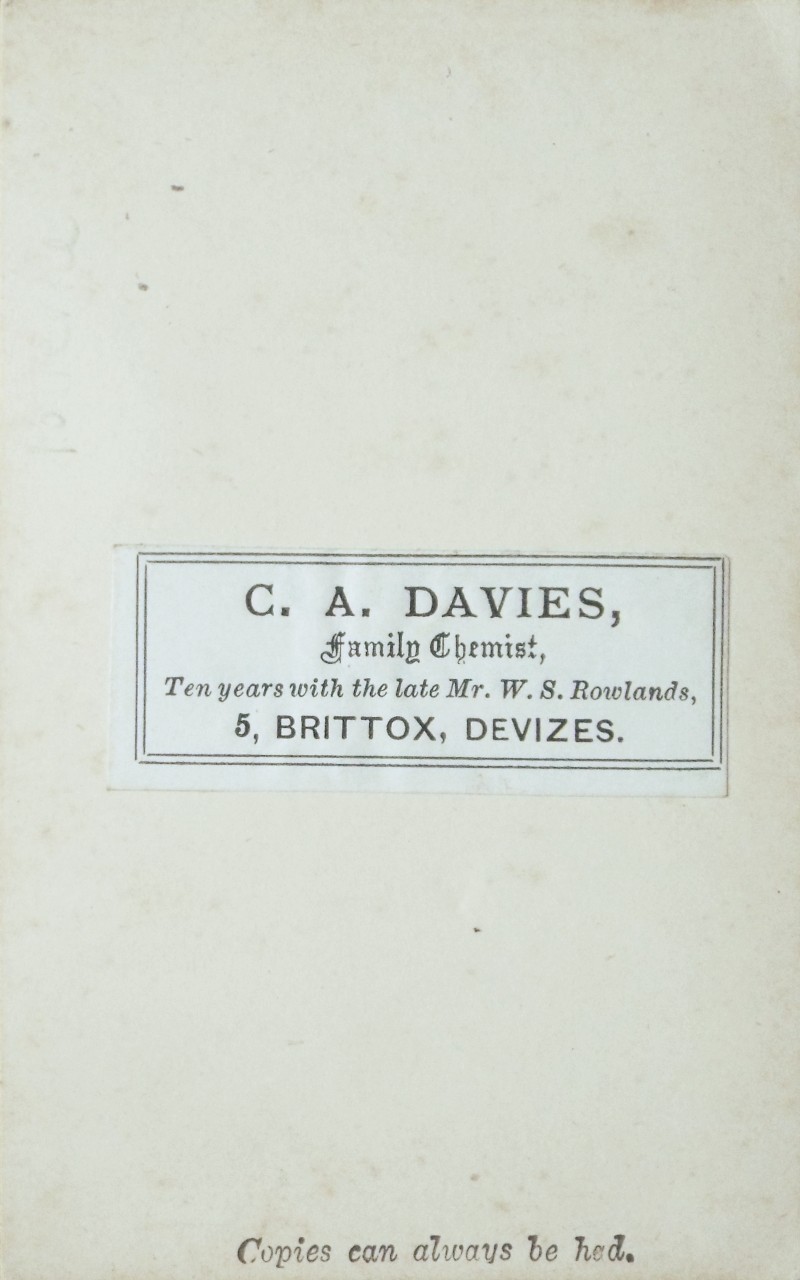 C. A. DAVIES,
Family Chemist,
Ten years with the late Mr. W. S. Rowlands,
5, BRITTOX, DEVIZES.
Copies can always be had.